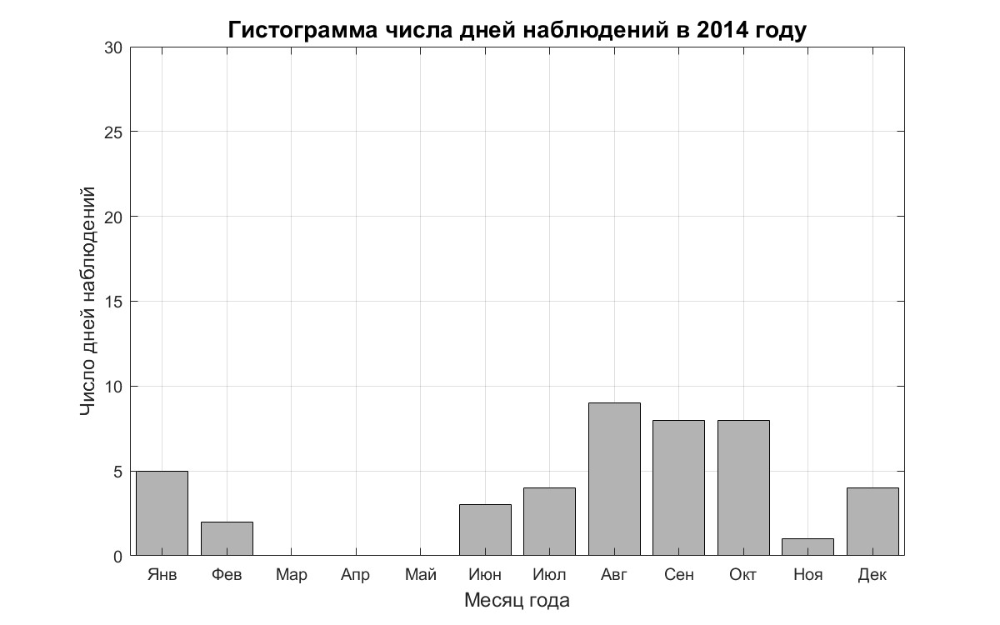 Гистограмма числа дней наблюдений в 2014 году
30
25
20
15
10
5
0
Число дней наблюдений
Янв Фев Мар Апр Май Июн Июл Авг Сен Окт Ноя Дек
Месяц года